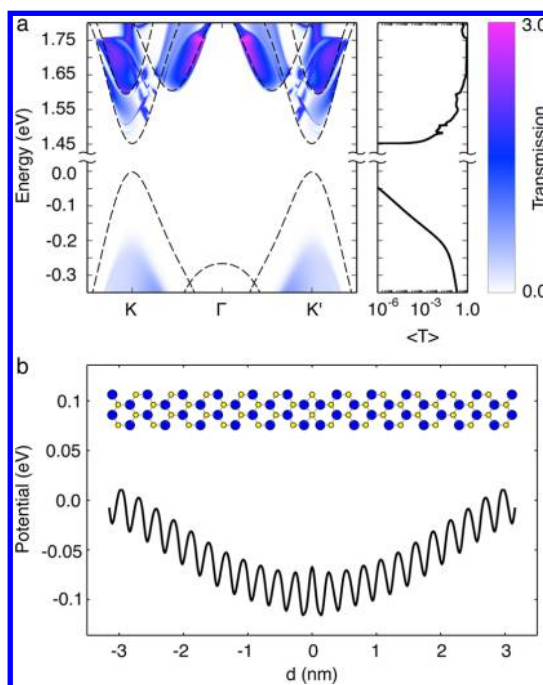 a
1.80
1.75
1.65
1.55
1.45
0.0
-0.1
-0.2
-0.3
Energy (eV)
K Γ K'
10⁻⁶ 10⁻³ 1.0
<T>
3.0
Transmission
0.0
b
0.1
0.05
0.0
-0.05
-0.1
Potential (eV)
-3 -2 -1 0 1 2 3
d (nm)